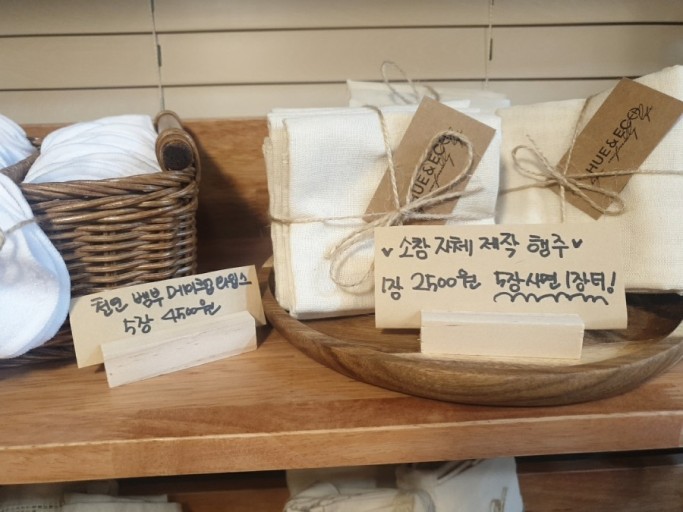 천연 뱀부 메이크업 리무버
5장 4500원
HUE&ECO
HUE&ECO
♥ 소창 자체 제작 행주 ♥
1장 2500원 5장사면 1장더!